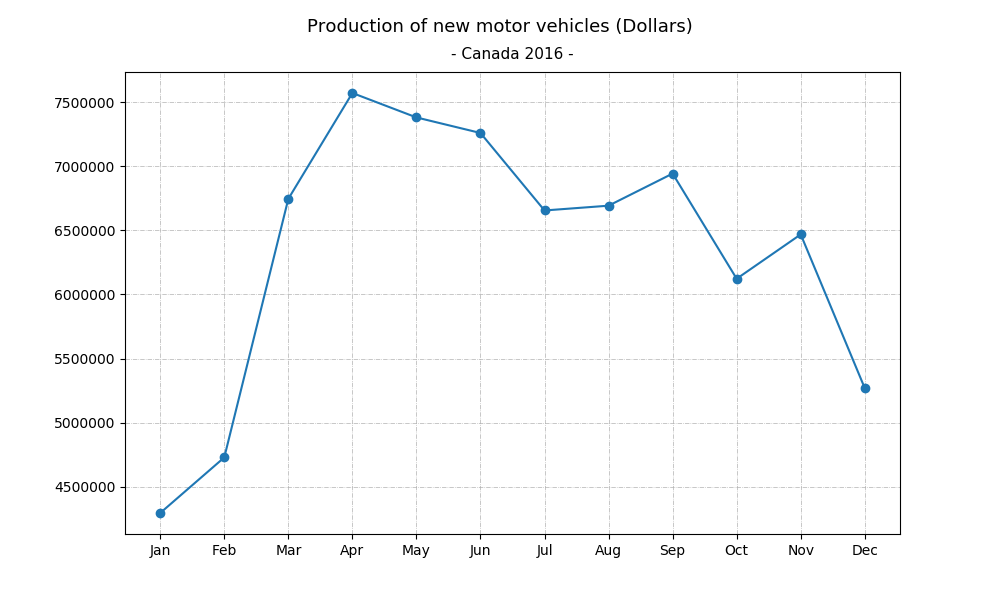 Production of new motor vehicles (Dollars)
- Canada 2016 -
7500000
7000000
6500000
6000000
5500000
5000000
4500000
Jan Feb Mar Apr May Jun Jul Aug Sep Oct Nov Dec